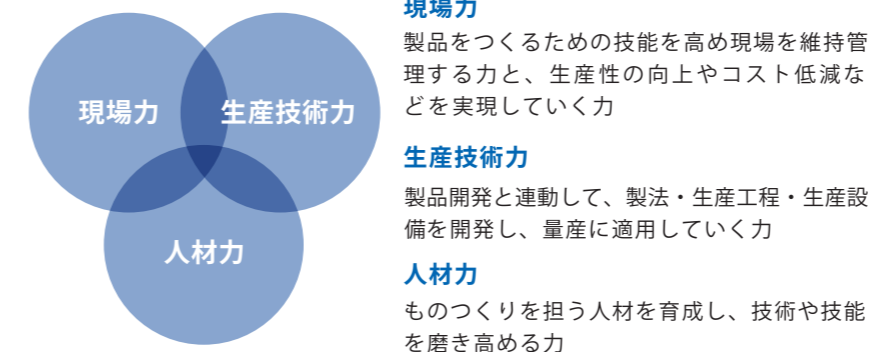 現場力
生産技術力
人材力
現場力
製品をつくるための技能を高め現場を維持管
理する力と、生産性の向上やコスト低減な
どを実現していく力
生産技術力
製品開発と連動して、製法・生産工程・生産設
備を開発し、量産に適用していく力
人材力
ものつくりを担う人材を育成し、技術や技能
を磨き高める力